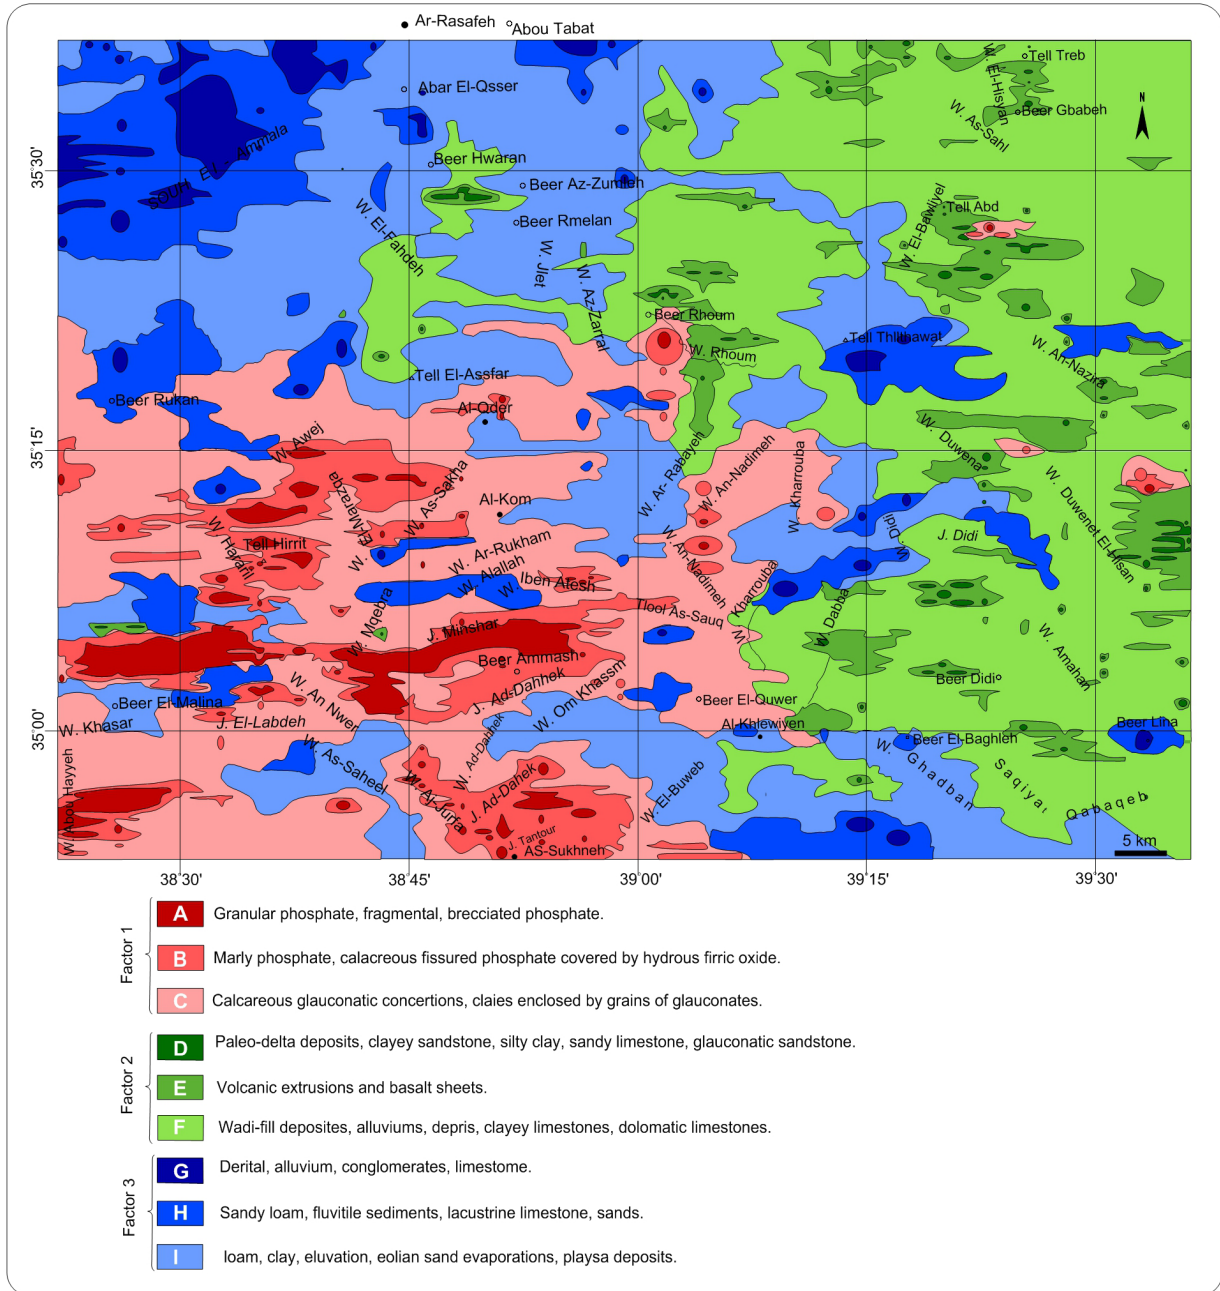 Ar-Rasafeh
Abou Tabat
Tell Treb
W. El-Hisyan
Abar El-Qsser
W. As-Sahl
Beer Gbabeh
N
SOUH El - Ammala
Beer Hwaran
35°30'
Beer Az-Zumleh
W. El-Fahdeh
Beer Rmelan
W. El-Bawliyel
Tell Abd
W. Jlet
W. Az-Zarral
Beer Rhoum
W. Rhoum
Tell Thlithawat
W. An-Nazira
Tell El-Assfar
Beer Rukan
Al-Qder
W. Awej
35°15'
W. Duwena
W. Ar- Rabayeh
W. An-Nadimeh
W. Kharrouba
W. El-Marazga
W. As-Sakha
Al-Kom
W. Duwenet El-Hsan
W. Haaril
Tell Hirrit
W. Ar-Rukham
W. Alallah
W. Iben Atesh
W. An-Nadimeh
W. Didi
J. Didi
W. Kharrouba
W. Mqebra
Tlool As-Sauq
J. Minshar
W. Dabba
W. Amahan
Beer Ammash
J. Ad-Dahhek
W. Om Khassm
Beer Didi
Beer El-Malina
W. An Nwer
Beer El-Quwer
W. Khasar
J. El-Labdeh
W. Ad-Dahhek
Al-Khlewiyen
Beer Lina
35°00'
Beer El-Baghleh
W. As-Saheel
W. Ghadban
Saqiyat
Qabaqeb
W. Abou Hayyeh
W. Al-Jurfa
J. Ad-Dahek
W. El-Buweb
J. Tantour
AS-Sukhneh
5 km
38°30'
38°45'
39°00'
39°15'
39°30'
Factor 1
A Granular phosphate, fragmental, brecciated phosphate.
B Marly phosphate, calacreous fissured phosphate covered by hydrous firric oxide.
C Calcareous glauconatic concertions, claies enclosed by grains of glauconates.
Factor 2
D Paleo-delta deposits, clayey sandstone, silty clay, sandy limestone, glauconatic sandstone.
E Volcanic extrusions and basalt sheets.
F Wadi-fill deposites, alluviums, depris, clayey limestones, dolomatic limestones.
Factor 3
G Derital, alluvium, conglomerates, limestome.
H Sandy loam, fluvitile sediments, lacustrine limestone, sands.
I loam, clay, eluvation, eolian sand evaporations, playsa deposits.